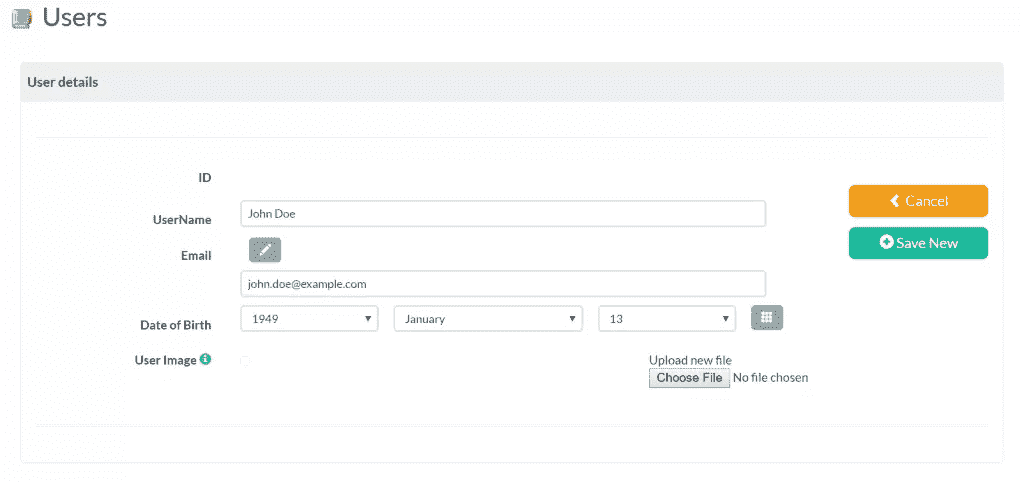 Users
User details
ID
Cancel
UserName
John Doe
Save New
Email
john.doe@example.com
Date of Birth
1949
January
13
User Image
Upload new file
Choose File No file chosen